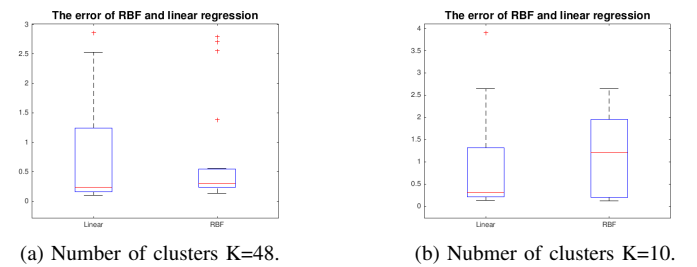 The error of RBF and linear regression
3
2.5
2
1.5
1
0.5
0
Linear RBF
(a) Number of clusters K=48.
The error of RBF and linear regression
4
3.5
3
2.5
2
1.5
1
0.5
0
Linear RBF
(b) Nubmer of clusters K=10.